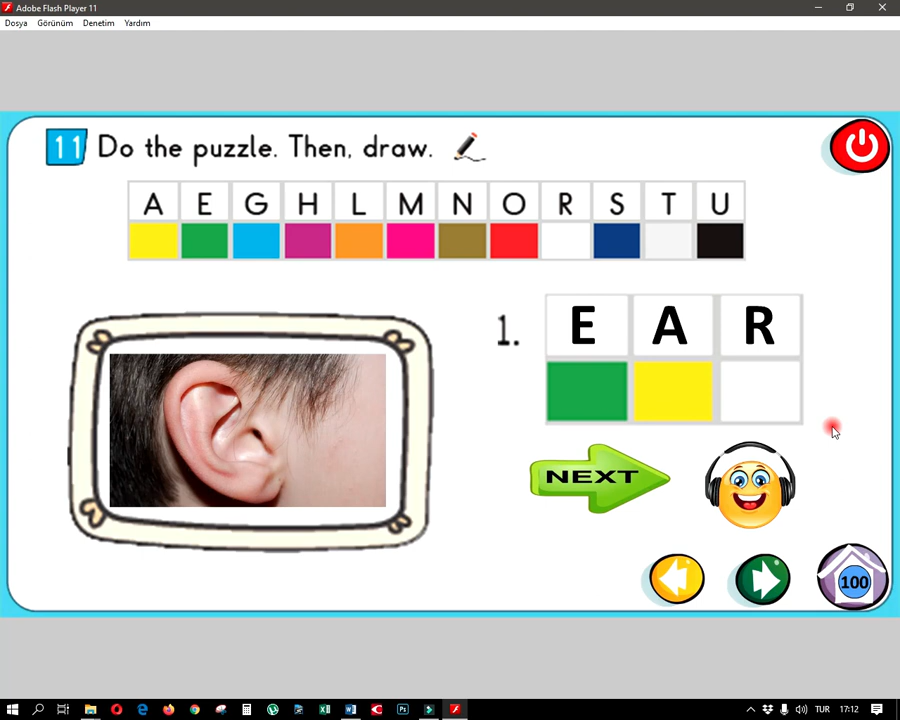 Adobe Flash Player 11
Dosya Görünüm Denetim Yardım
11 Do the puzzle. Then, draw.
A E G H L M N O R S T U
1. E A R
NEXT
100
TUR 17:12